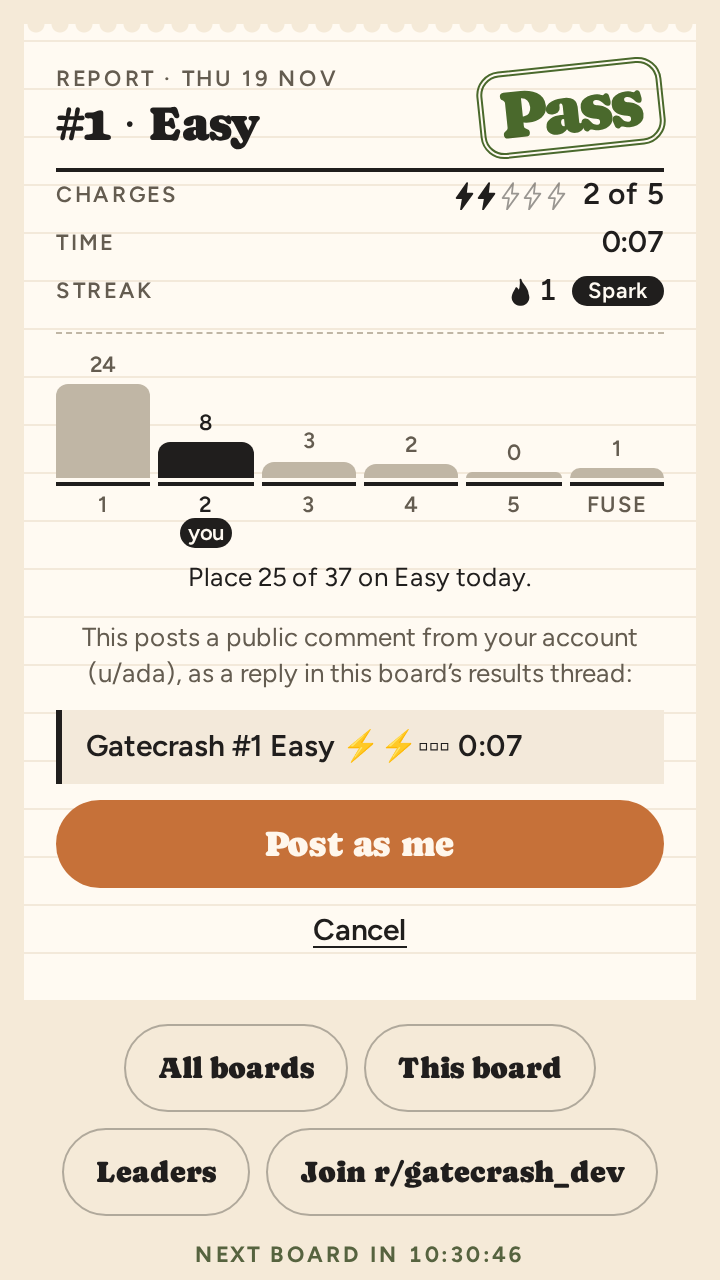 REPORT · THU 19 NOV
#1 · Easy
Pass
CHARGES 2 of 5
TIME 0:07
STREAK 1 Spark
24 8 3 2 0 1
1 2 3 4 5 FUSE
you
Place 25 of 37 on Easy today.
This posts a public comment from your account
(u/ada), as a reply in this board’s results thread:
Gatecrash #1 Easy ⚡⚡▫▫▫ 0:07
Post as me
Cancel
All boards This board
Leaders Join r/gatecrash_dev
NEXT BOARD IN 10:30:46